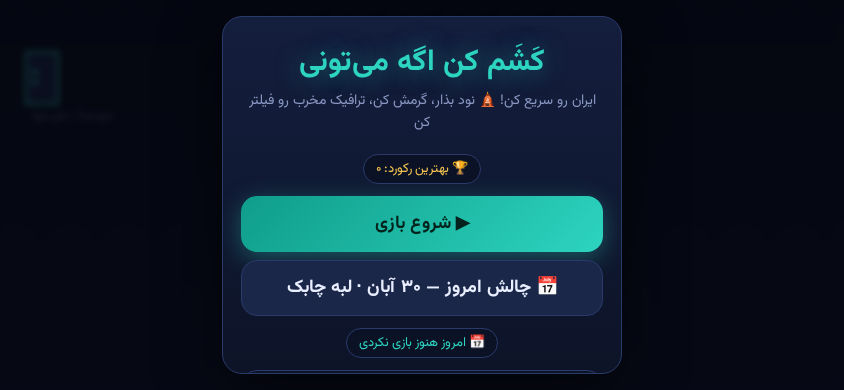 کَشَم کن اگه می‌تونی
ایران رو سریع کن! نود بذار، گرمش کن، ترافیک مخرب رو فیلتر
کن
🏆 بهترین رکورد: ۰
▶ شروع بازی
📅 چالش امروز — ۳۰ آبان · لبه چابک
📅 امروز هنوز بازی نکردی